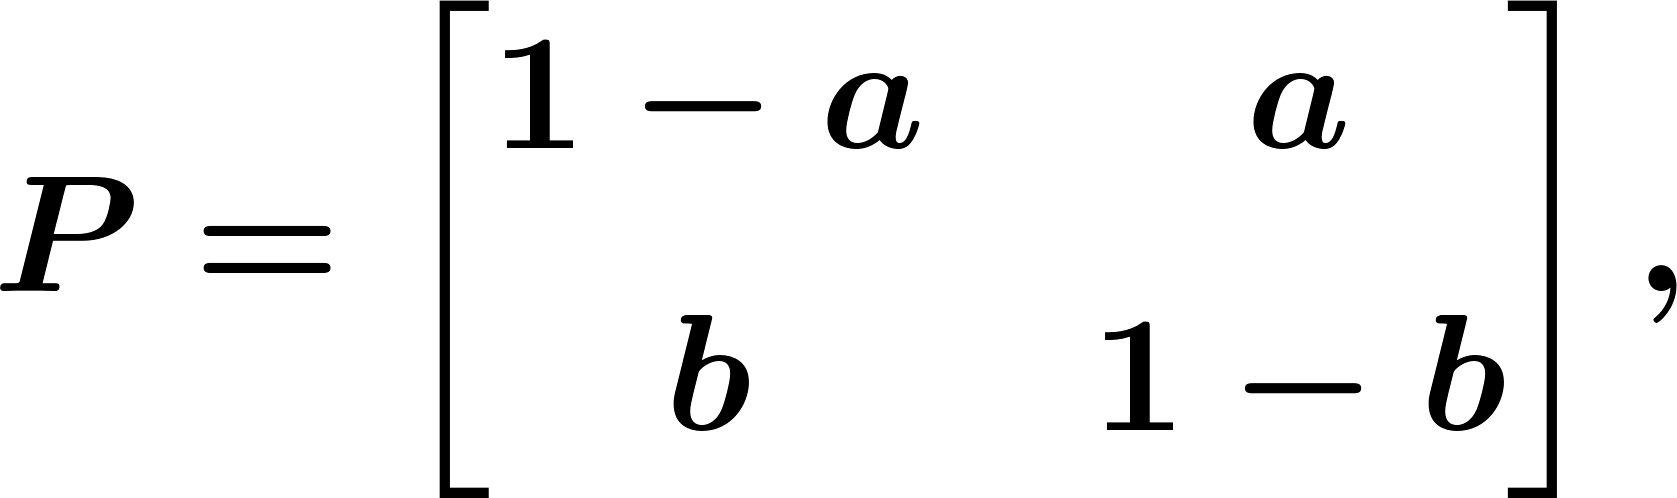 P = [ 1 − a   a
b   1 − b ] ,